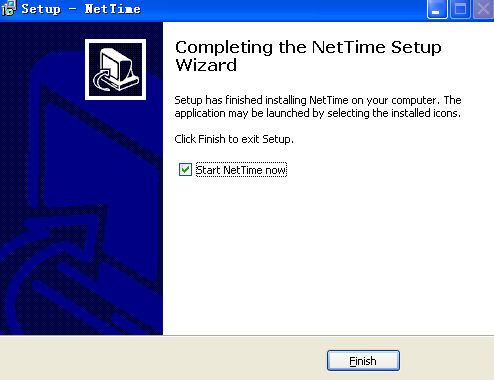 Setup - NetTime
Completing the NetTime Setup
Wizard
Setup has finished installing NetTime on your computer. The
application may be launched by selecting the installed icons.
Click Finish to exit Setup.
Start NetTime now
Finish